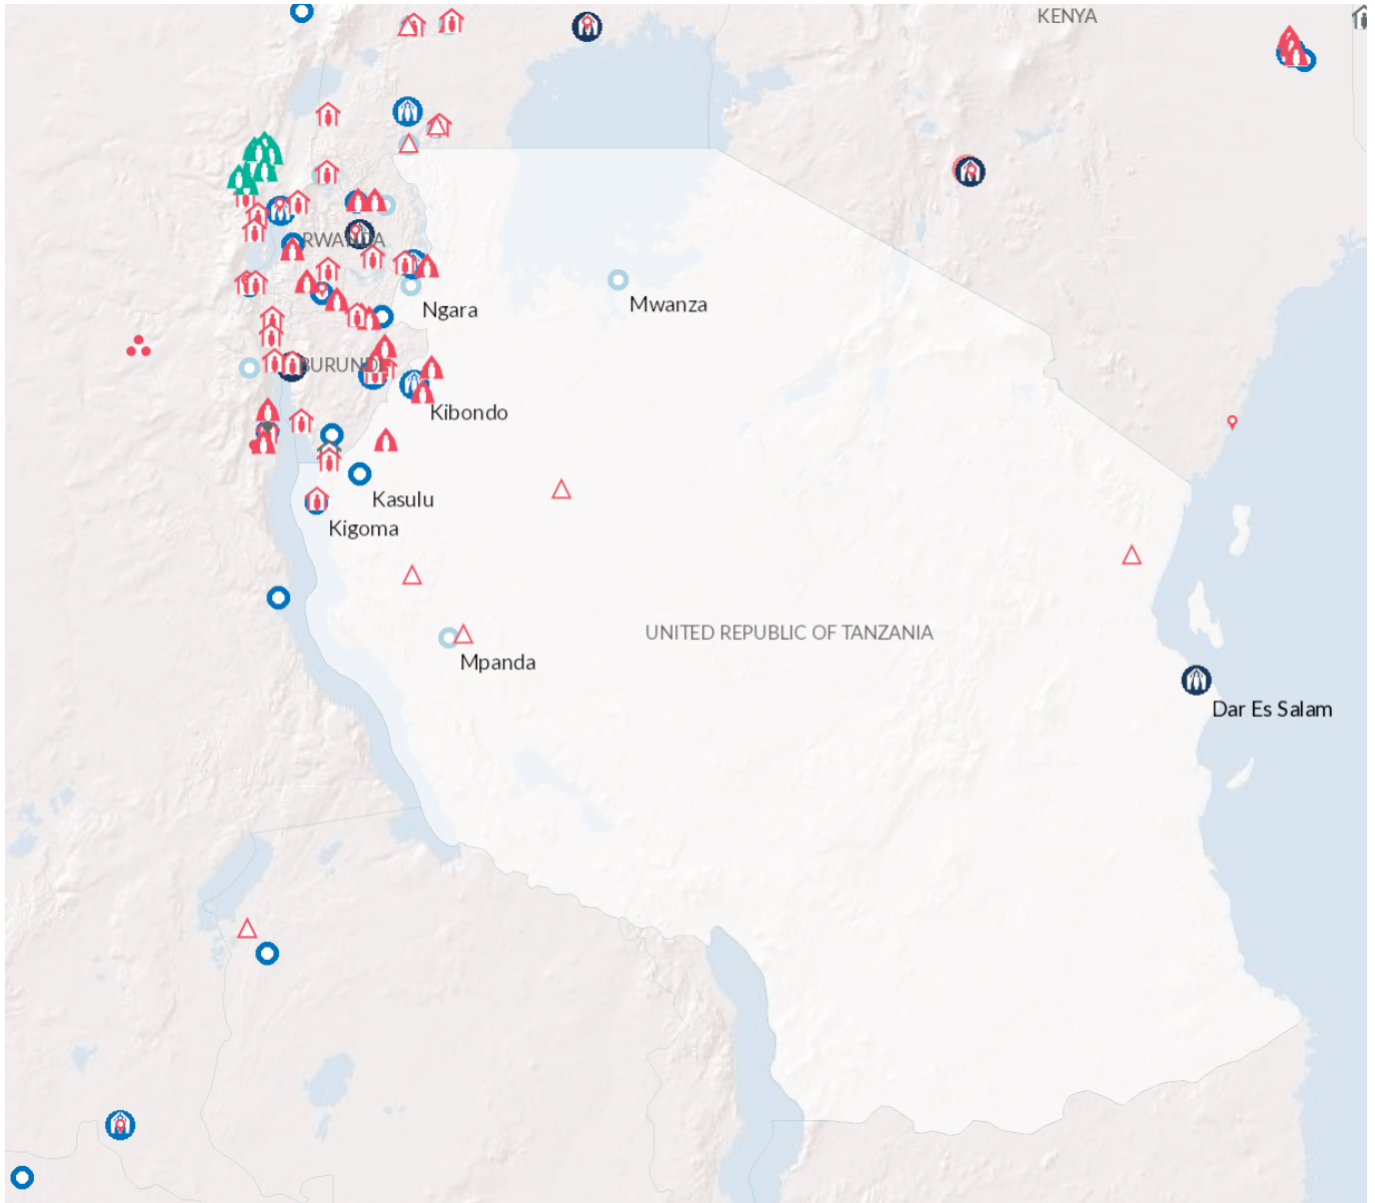 KENYA
RWANDA
Ngara
Mwanza
BURUNDI
Kibondo
Kasulu
Kigoma
UNITED REPUBLIC OF TANZANIA
Mpanda
Dar Es Salam